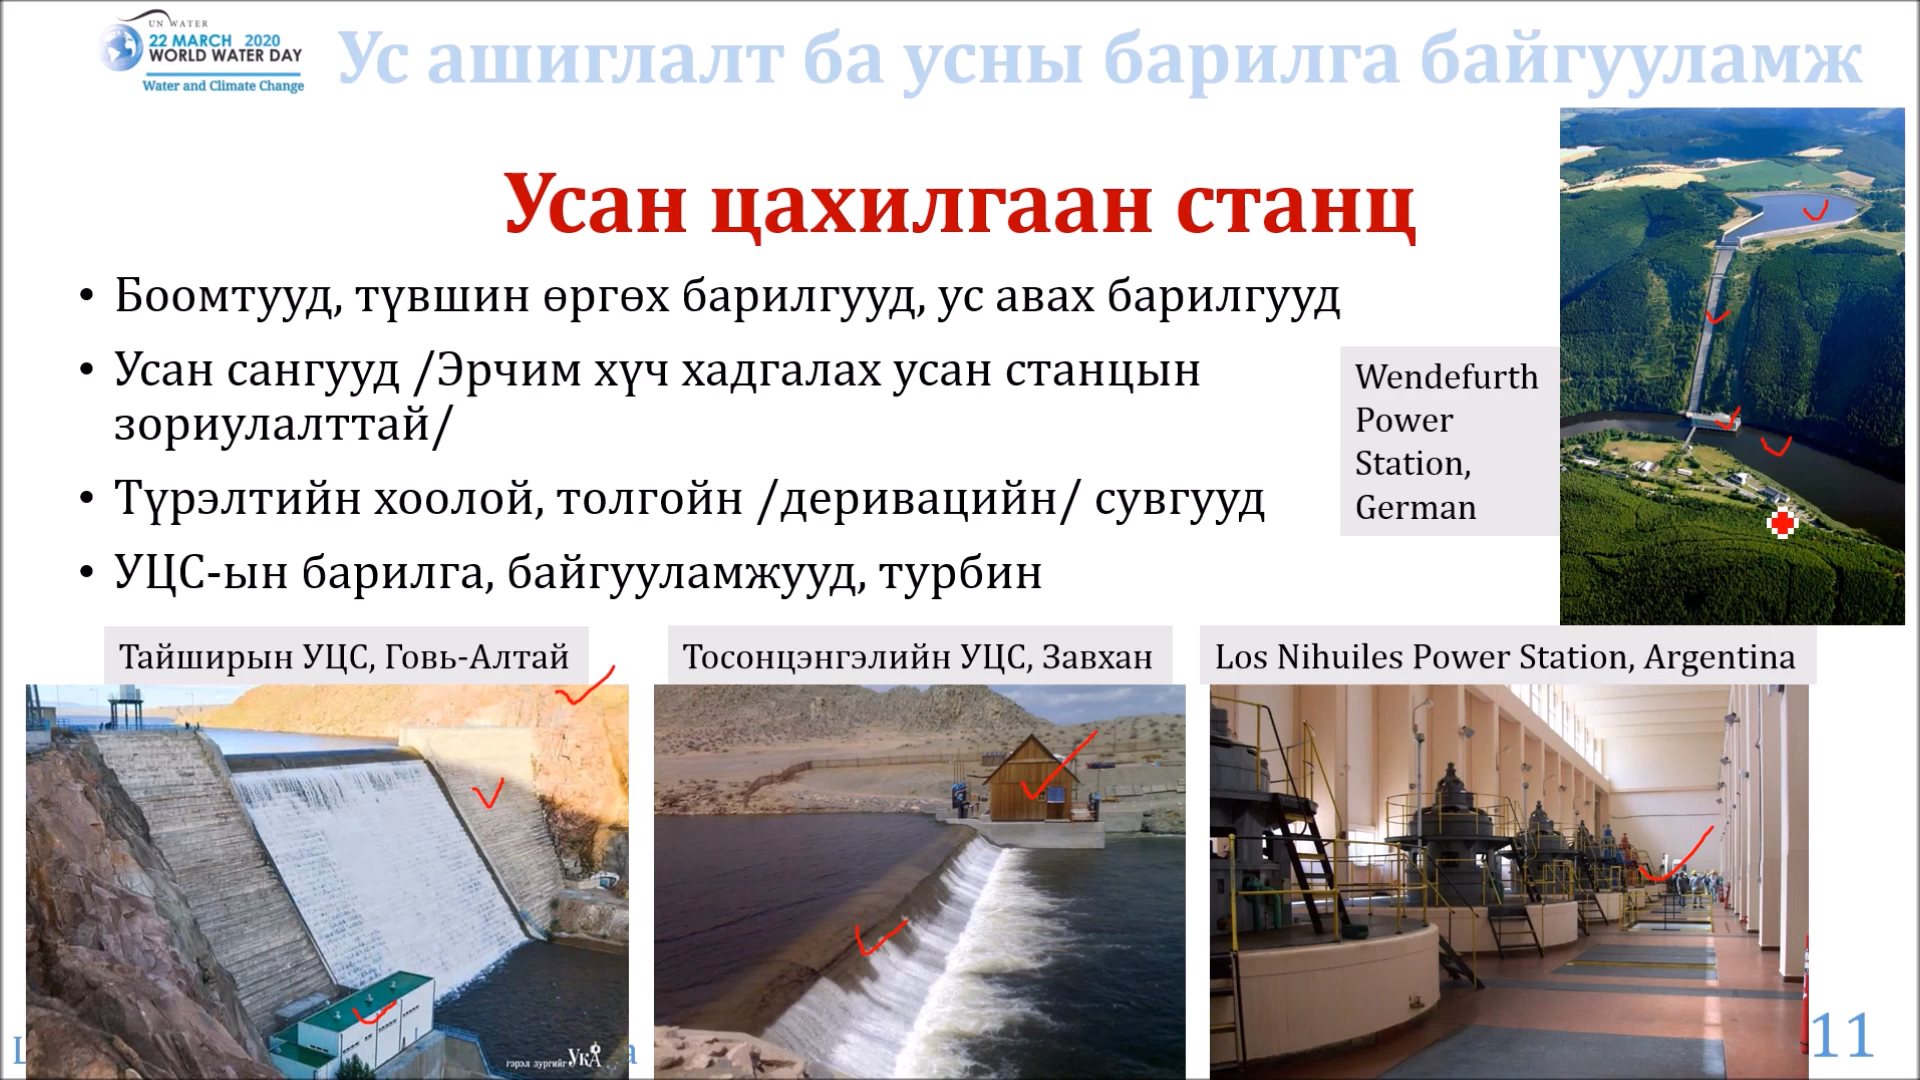 UN WATER
22 MARCH 2020
WORLD WATER DAY
Water and Climate Change
Ус ашиглалт ба усны барилга байгууламж
Усан цахилгаан станц
• Боомтууд, түвшин өргөх барилгууд, ус авах барилгууд
• Усан сангууд /Эрчим хүч хадгалах усан станцын
зориулалттай/
• Түрэлтийн хоолой, толгойн /деривацийн/ сувгууд
• УЦС-ын барилга, байгууламжууд, турбин
Wendefurth
Power
Station,
German
Тайширын УЦС, Говь-Алтай
Тосонцэнгэлийн УЦС, Завхан
Los Nihuiles Power Station, Argentina
гэрэл зургийг УКА
11